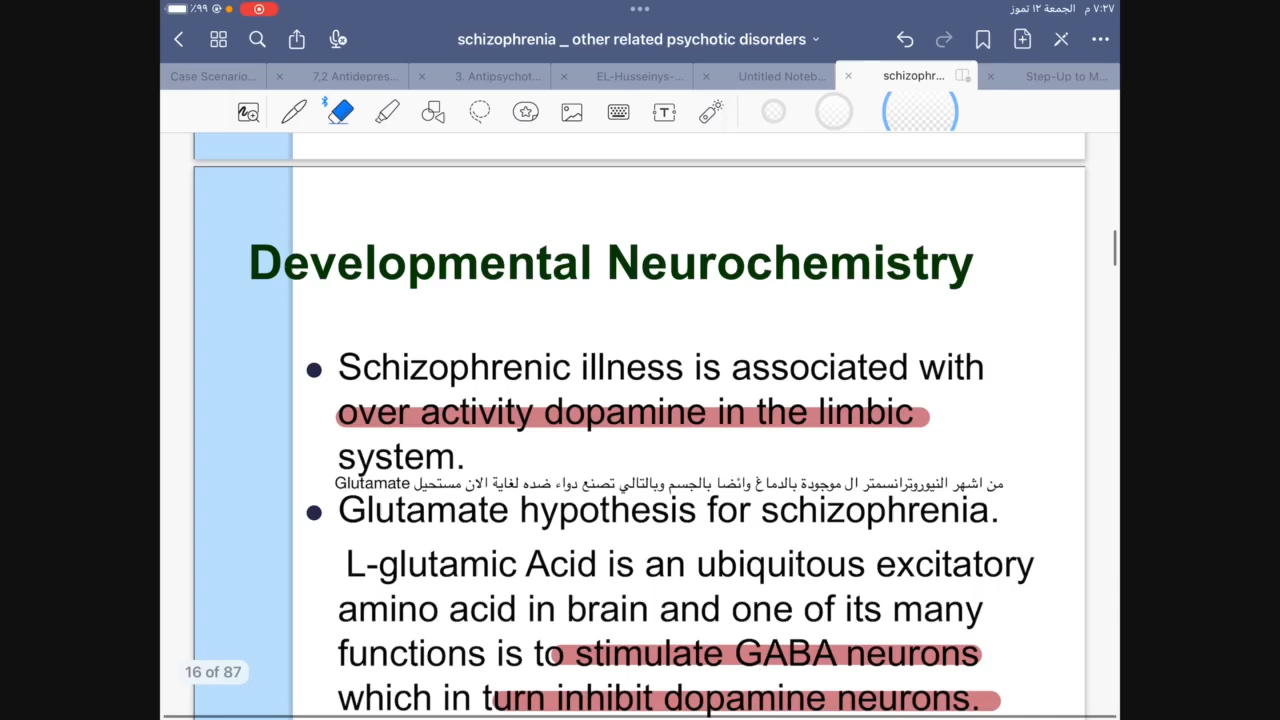 ٪٩٩ الجمعة ١٢ تموز ٧:٢٧ م
schizophrenia _ other related psychotic disorders
Case Scenario... 7,2 Antidepres... 3. Antipsychot... EL-Husseinys-... Untitled Noteb... schizophr... Step-Up to M...
Developmental Neurochemistry
● Schizophrenic illness is associated with
over activity dopamine in the limbic
system.
من اشهر النيوروترانسمتر ال موجودة بالدماغ وائضا بالجسم وبالتالي تصنع دواء ضده لغاية الان مستحيل Glutamate
● Glutamate hypothesis for schizophrenia.
L-glutamic Acid is an ubiquitous excitatory
amino acid in brain and one of its many
functions is to stimulate GABA neurons
which in turn inhibit dopamine neurons.
16 of 87